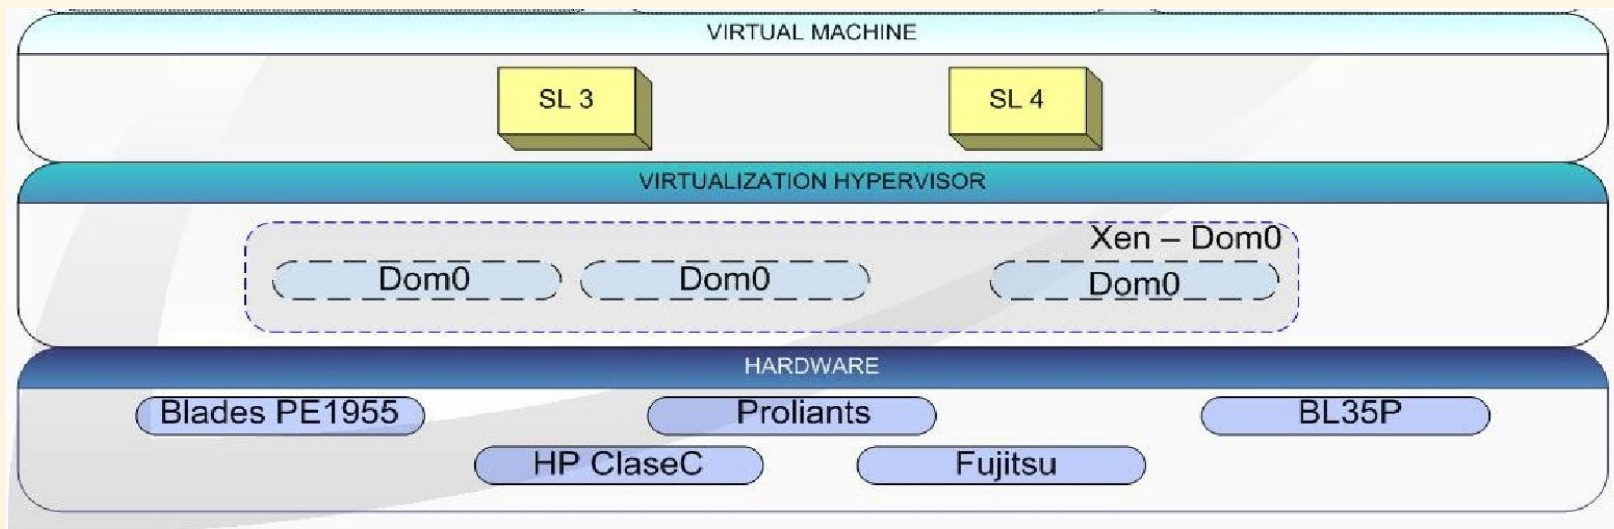 VIRTUAL MACHINE
SL 3
SL 4
VIRTUALIZATION HYPERVISOR
Xen – Dom0
Dom0
Dom0
Dom0
HARDWARE
Blades PE1955
Proliants
BL35P
HP ClaseC
Fujitsu